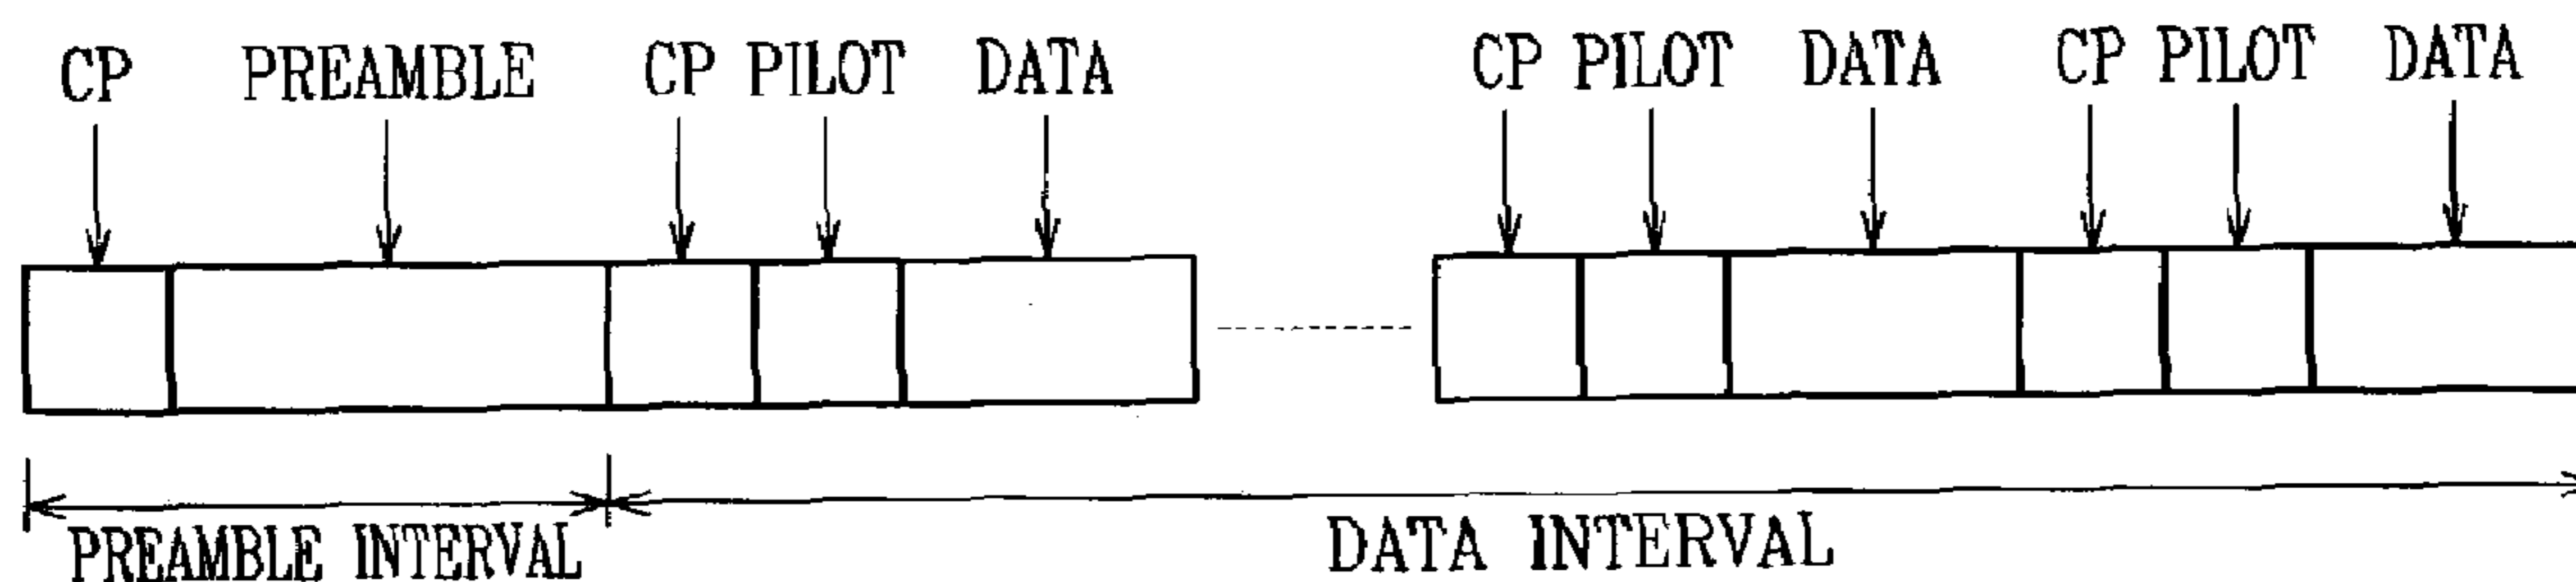 CP PREAMBLE CP PILOT DATA CP PILOT DATA CP PILOT DATA
PREAMBLE INTERVAL DATA INTERVAL